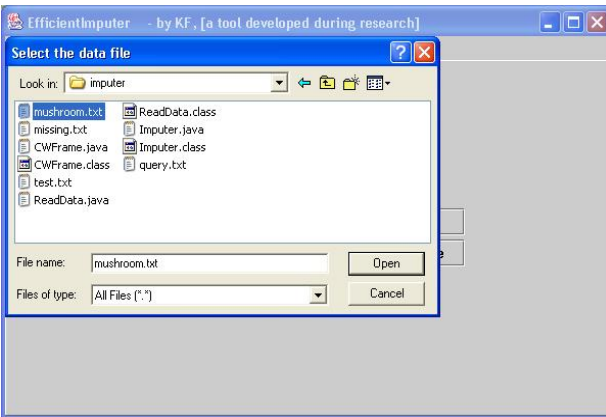 EfficientImputer - by KF, [a tool developed during research]
Select the data file
Look in: imputer
mushroom.txt
missing.txt
CWFrame.java
CWFrame.class
test.txt
ReadData.java
ReadData.class
Imputer.java
Imputer.class
query.txt
File name: mushroom.txt Open
Files of type: All Files (*.*) Cancel